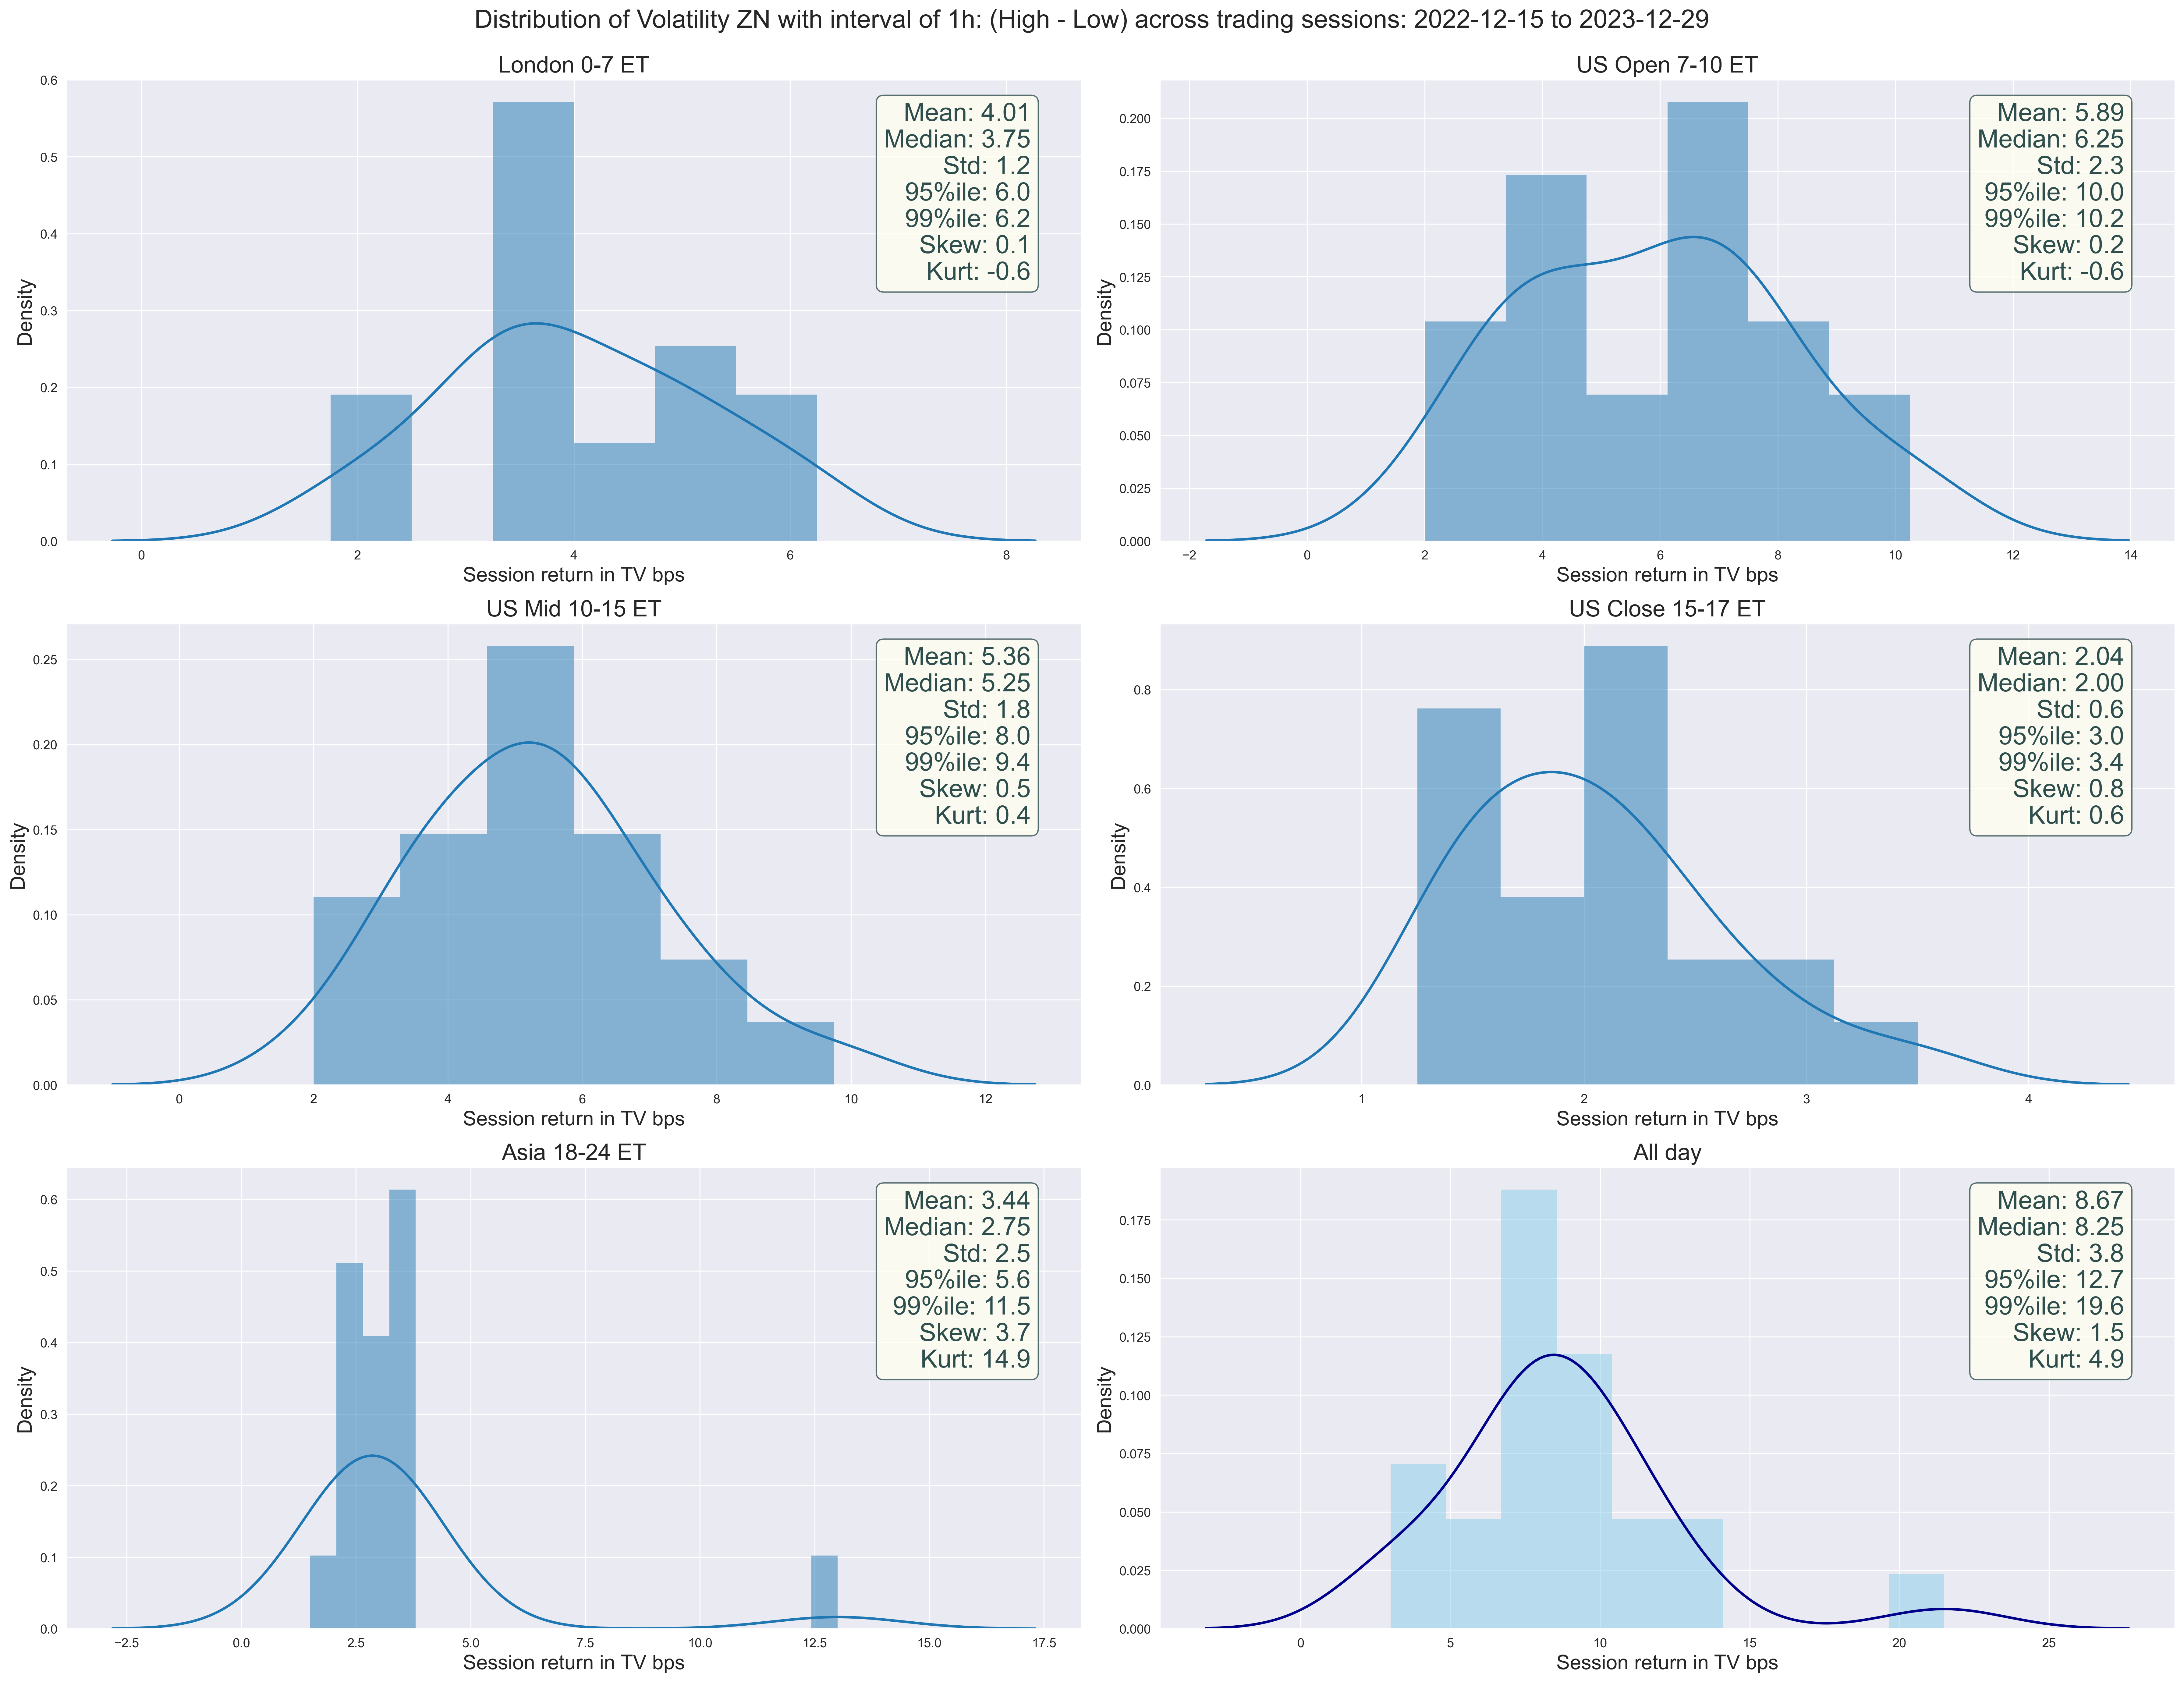 Distribution of Volatility ZN with interval of 1h: (High - Low) across trading sessions: 2022-12-15 to 2023-12-29
London 0-7 ET
Density
0.6
0.5
0.4
0.3
0.2
0.1
0.0
Mean: 4.01
Median: 3.75
Std: 1.2
95%ile: 6.0
99%ile: 6.2
Skew: 0.1
Kurt: -0.6
0 2 4 6 8
Session return in TV bps
US Open 7-10 ET
Density
0.200
0.175
0.150
0.125
0.100
0.075
0.050
0.025
0.000
Mean: 5.89
Median: 6.25
Std: 2.3
95%ile: 10.0
99%ile: 10.2
Skew: 0.2
Kurt: -0.6
−2 0 2 4 6 8 10 12 14
Session return in TV bps
US Mid 10-15 ET
Density
0.25
0.20
0.15
0.10
0.05
0.00
Mean: 5.36
Median: 5.25
Std: 1.8
95%ile: 8.0
99%ile: 9.4
Skew: 0.5
Kurt: 0.4
0 2 4 6 8 10 12
Session return in TV bps
US Close 15-17 ET
Density
0.8
0.6
0.4
0.2
0.0
Mean: 2.04
Median: 2.00
Std: 0.6
95%ile: 3.0
99%ile: 3.4
Skew: 0.8
Kurt: 0.6
1 2 3 4
Session return in TV bps
Asia 18-24 ET
Density
0.6
0.5
0.4
0.3
0.2
0.1
0.0
Mean: 3.44
Median: 2.75
Std: 2.5
95%ile: 5.6
99%ile: 11.5
Skew: 3.7
Kurt: 14.9
−2.5 0.0 2.5 5.0 7.5 10.0 12.5 15.0 17.5
Session return in TV bps
All day
Density
0.175
0.150
0.125
0.100
0.075
0.050
0.025
0.000
Mean: 8.67
Median: 8.25
Std: 3.8
95%ile: 12.7
99%ile: 19.6
Skew: 1.5
Kurt: 4.9
0 5 10 15 20 25
Session return in TV bps